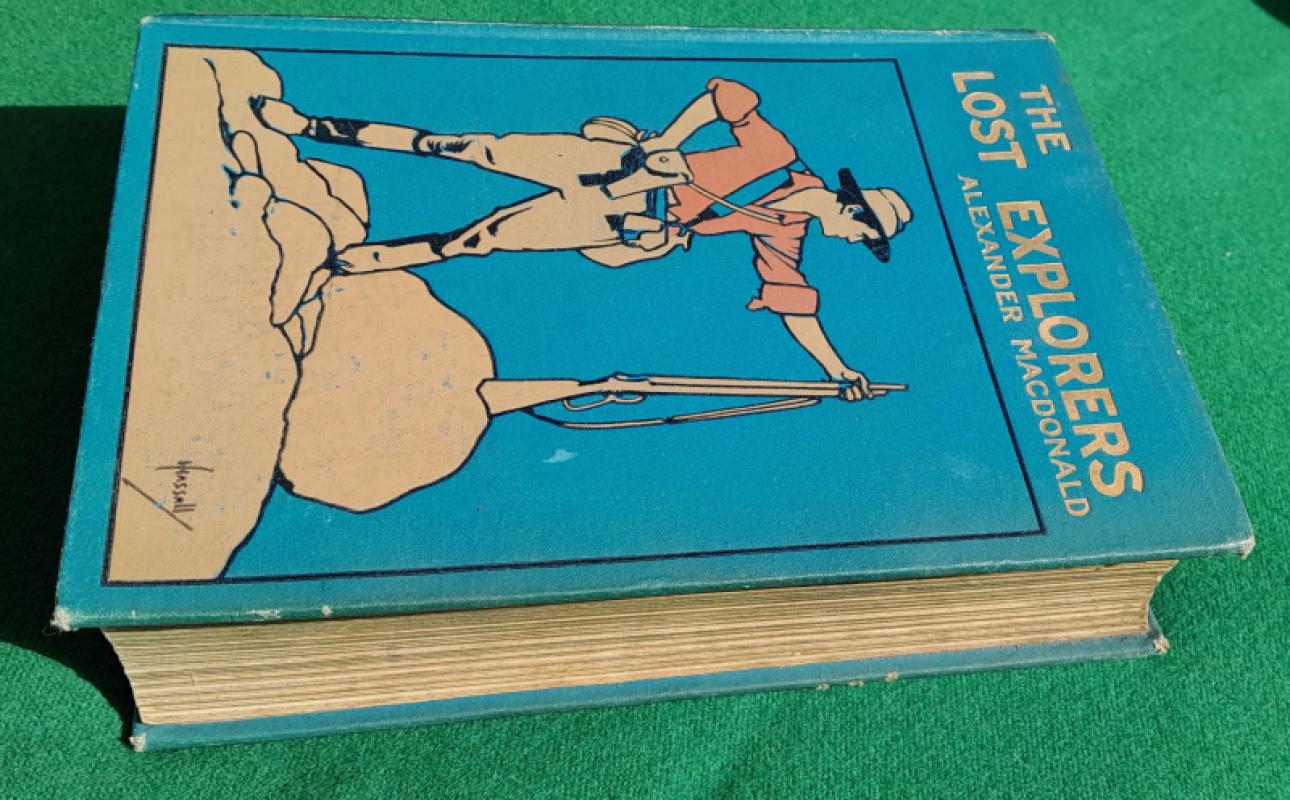 THE
LOST EXPLORERS
ALEXANDER MACDONALD
Hassall